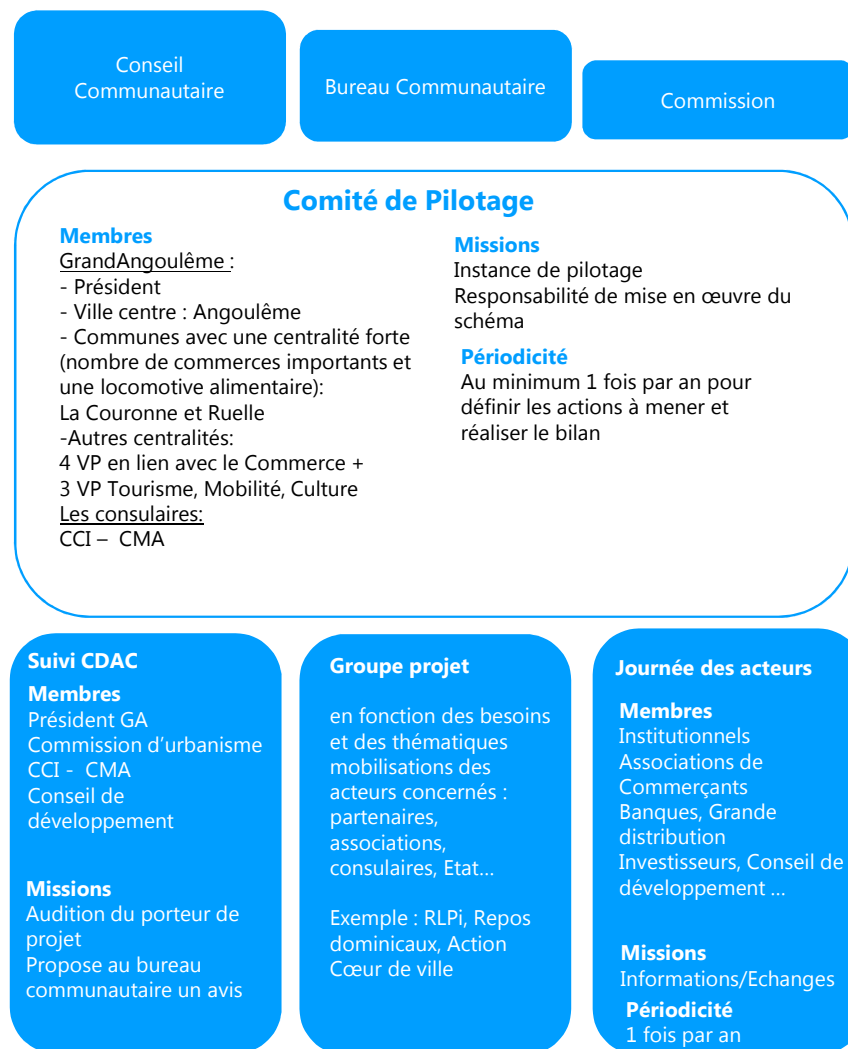 Conseil
Communautaire
Bureau Communautaire
Commission
Comité de Pilotage
Membres
GrandAngoulême :
- Président
- Ville centre : Angoulême
- Communes avec une centralité forte
(nombre de commerces importants et
une locomotive alimentaire):
La Couronne et Ruelle
-Autres centralités:
4 VP en lien avec le Commerce +
3 VP Tourisme, Mobilité, Culture
Les consulaires:
CCI – CMA
Missions
Instance de pilotage
Responsabilité de mise en œuvre du
schéma
Périodicité
Au minimum 1 fois par an pour
définir les actions à mener et
réaliser le bilan
Suivi CDAC
Membres
Président GA
Commission d'urbanisme
CCI - CMA
Conseil de
développement
Missions
Audition du porteur de
projet
Propose au bureau
communautaire un avis
Groupe projet
en fonction des besoins
et des thématiques
mobilisations des
acteurs concernés :
partenaires,
associations,
consulaires, Etat…
Exemple : RLPi, Repos
dominicaux, Action
Cœur de ville
Journée des acteurs
Membres
Institutionnels
Associations de
Commerçants
Banques, Grande
distribution
Investisseurs, Conseil de
développement …
Missions
Informations/Echanges
Périodicité
1 fois par an